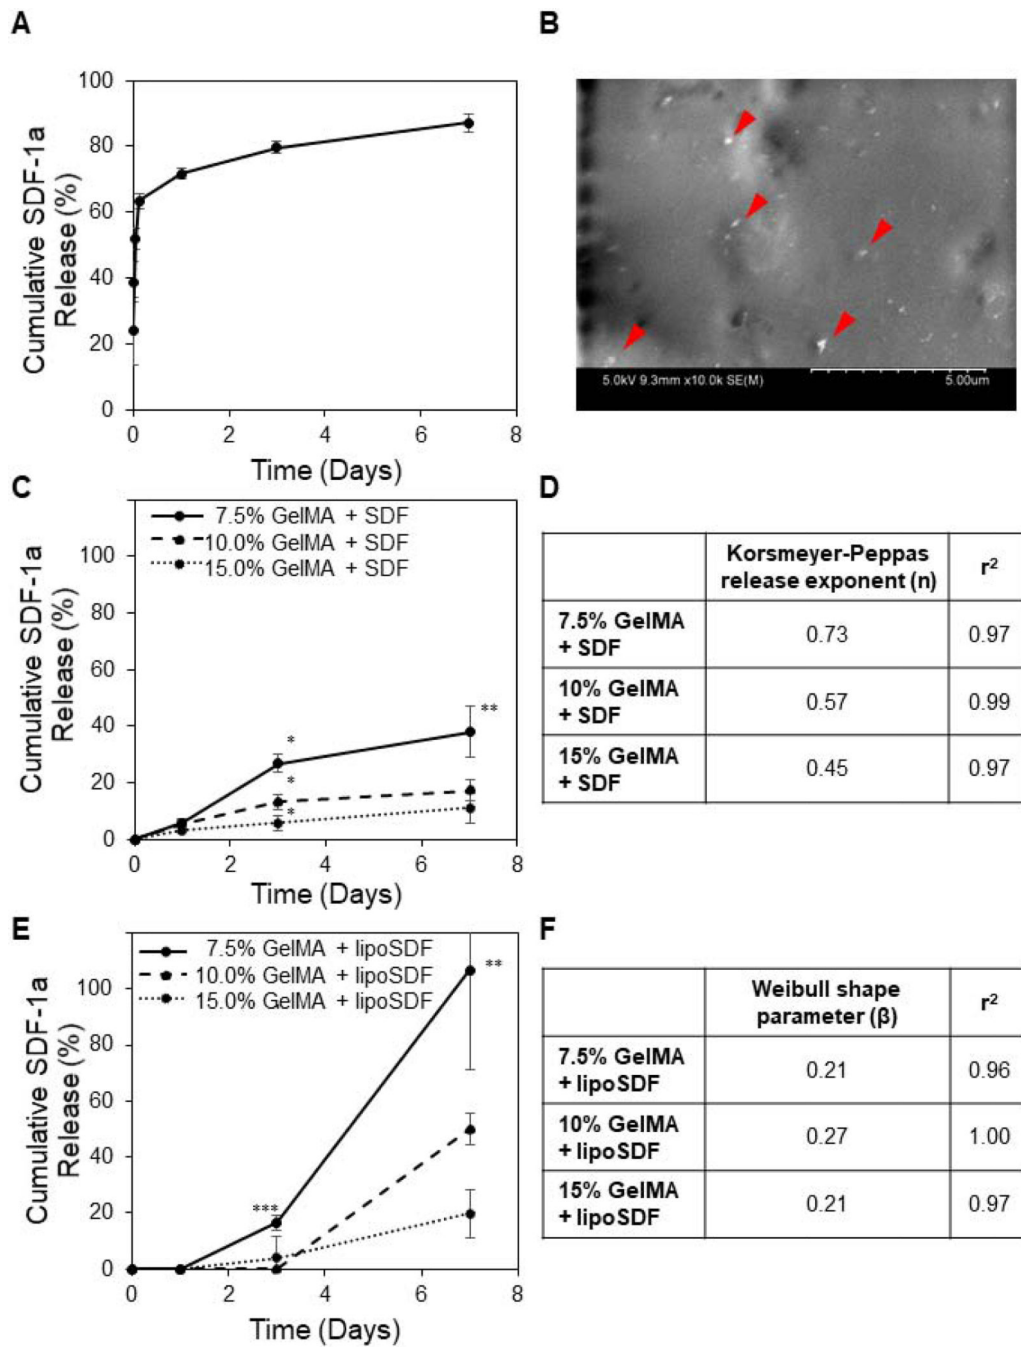 A
Cumulative SDF-1a
Release (%)
100
80
60
40
20
0
0 2 4 6 8
Time (Days)
B
5.0kV 9.3mm x10.0k SE(M) 5.00um
C
Cumulative SDF-1a
Release (%)
7.5% GelMA + SDF
10.0% GelMA + SDF
15.0% GelMA + SDF
100
80
60
40
20
0
* * * **
0 2 4 6 8
Time (Days)
D
Korsmeyer-Peppas
release exponent (n) r²
7.5% GelMA
+ SDF 0.73 0.97
10% GelMA
+ SDF 0.57 0.99
15% GelMA
+ SDF 0.45 0.97
E
Cumulative SDF-1a
Release (%)
7.5% GelMA + lipoSDF
10.0% GelMA + lipoSDF
15.0% GelMA + lipoSDF
100
80
60
40
20
0
*** **
0 2 4 6 8
Time (Days)
F
Weibull shape
parameter (β) r²
7.5% GelMA
+ lipoSDF 0.21 0.96
10% GelMA
+ lipoSDF 0.27 1.00
15% GelMA
+ lipoSDF 0.21 0.97